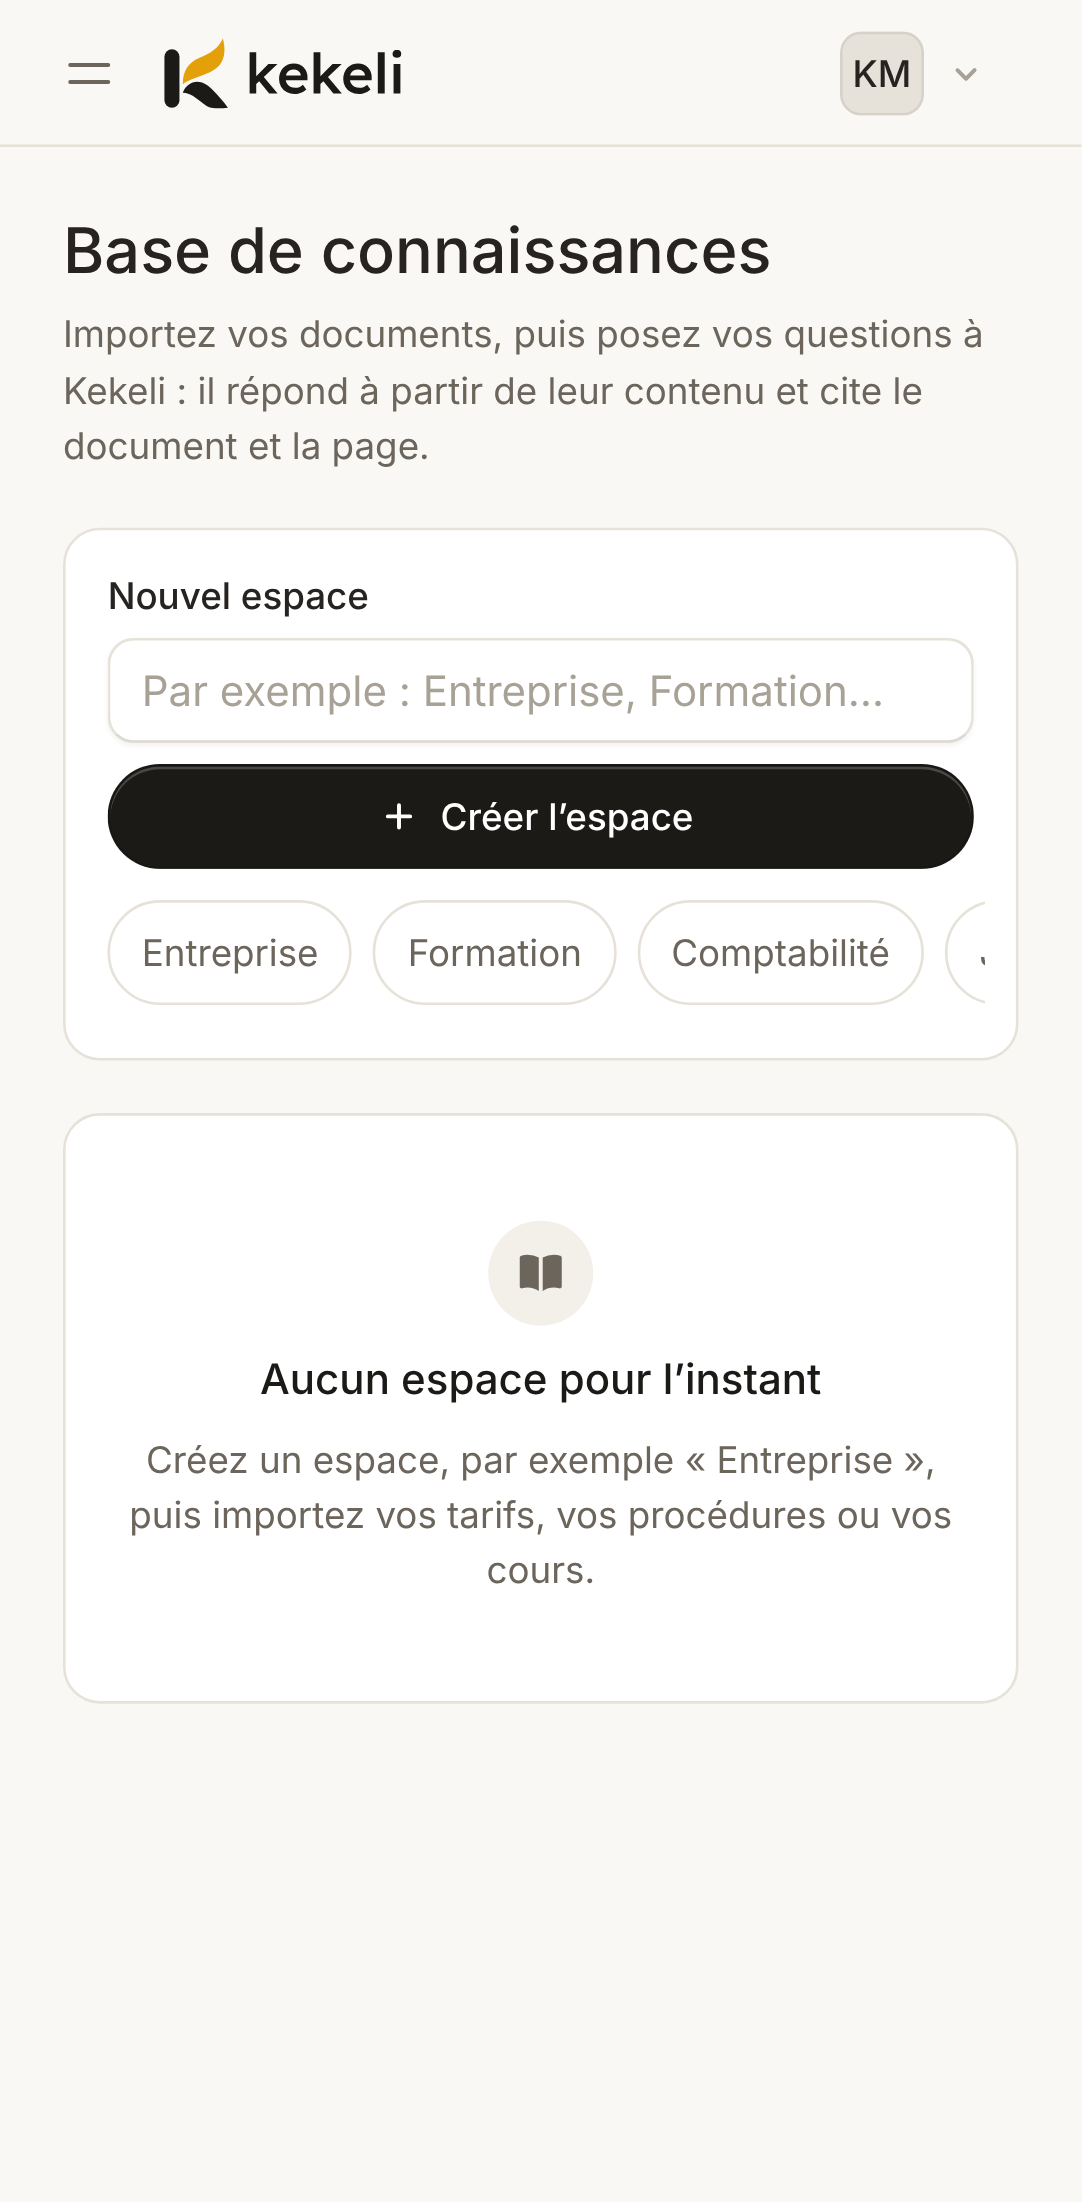 kekeli
KM
Base de connaissances
Importez vos documents, puis posez vos questions à
Kekeli : il répond à partir de leur contenu et cite le
document et la page.
Nouvel espace
Par exemple : Entreprise, Formation...
+ Créer l’espace
Entreprise
Formation
Comptabilité
Aucun espace pour l’instant
Créez un espace, par exemple « Entreprise »,
puis importez vos tarifs, vos procédures ou vos
cours.